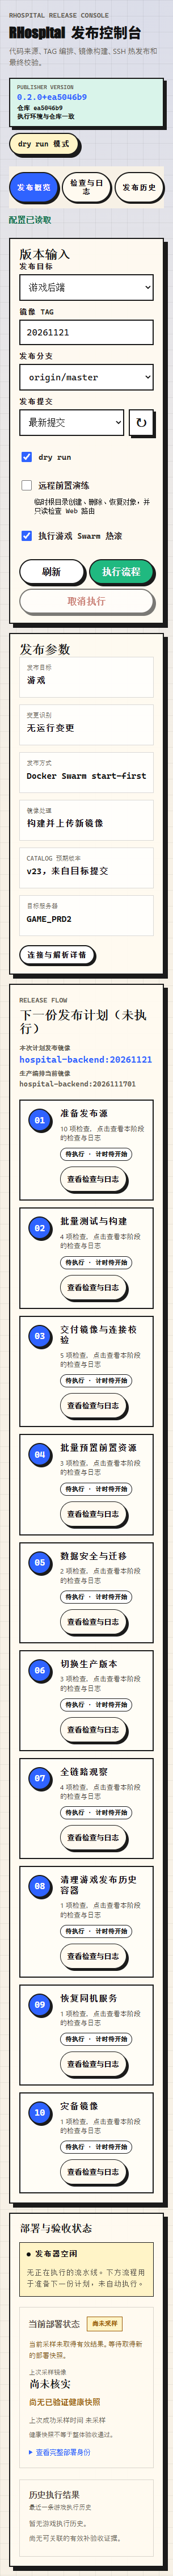 RHOSPITAL RELEASE CONSOLE
RHospital 发布控制台
代码来源、TAG 编排、镜像构建、SSH 热发布和
最终校验。
PUBLISHER VERSION
0.2.0+ea5046b9
仓库 ea5046b9
执行环境与仓库一致
dry run 模式
发布概览
检查与日
志
发布历史
配置已读取
版本输入
发布目标
游戏后端
镜像 TAG
20261121
发布分支
origin/master
发布提交
最新提交
↻
dry run
远程前置演练
临时根目录创建、删除、恢复对象，并
只读检查 Web 路由
执行游戏 Swarm 热滚
刷新
执行流程
取消执行
发布参数
发布目标
游戏
变更识别
无运行变更
发布方式
Docker Swarm start-first
镜像处理
构建并上传新镜像
CATALOG 预期版本
v23，来自目标提交
目标服务器
GAME_PRD2
连接与解析详情
RELEASE FLOW
下一份发布计划（未执
行）
本次计划发布镜像
hospital-backend:20261121
生产编排当前镜像
hospital-backend:2026111701
01
准备发布源
10 项检查，点击查看本阶段
的检查与日志
待执行 · 计时待开始
查看检查与日志
02
批量测试与构建
4 项检查，点击查看本阶段
的检查与日志
待执行 · 计时待开始
查看检查与日志
03
交付镜像与连接校
验
5 项检查，点击查看本阶段
的检查与日志
待执行 · 计时待开始
查看检查与日志
04
批量预置前置资源
3 项检查，点击查看本阶段
的检查与日志
待执行 · 计时待开始
查看检查与日志
05
数据安全与迁移
2 项检查，点击查看本阶段
的检查与日志
待执行 · 计时待开始
查看检查与日志
06
切换生产版本
3 项检查，点击查看本阶段
的检查与日志
待执行 · 计时待开始
查看检查与日志
07
全链路观察
4 项检查，点击查看本阶段
的检查与日志
待执行 · 计时待开始
查看检查与日志
08
清理游戏发布历史
容器
1 项检查，点击查看本阶段
的检查与日志
待执行 · 计时待开始
查看检查与日志
09
恢复同机服务
1 项检查，点击查看本阶段
的检查与日志
待执行 · 计时待开始
查看检查与日志
10
灾备镜像
1 项检查，点击查看本阶段
的检查与日志
待执行 · 计时待开始
查看检查与日志
部署与验收状态
发布器空闲
无正在执行的流水线。下方流程用
于准备下一份计划，未自动执行。
当前部署状态 尚未采样
当前采样未取得有效结果。等待取得新
的部署快照。
上次采样镜像
尚未核实
尚无已验证健康快照
上次成功采样时间 未采样
健康快照不等于整体验收通过。
▶ 查看完整部署身份
历史执行结果
最近一条游戏执行历史
暂无游戏执行历史。
尚无可关联的有效补验收证据。